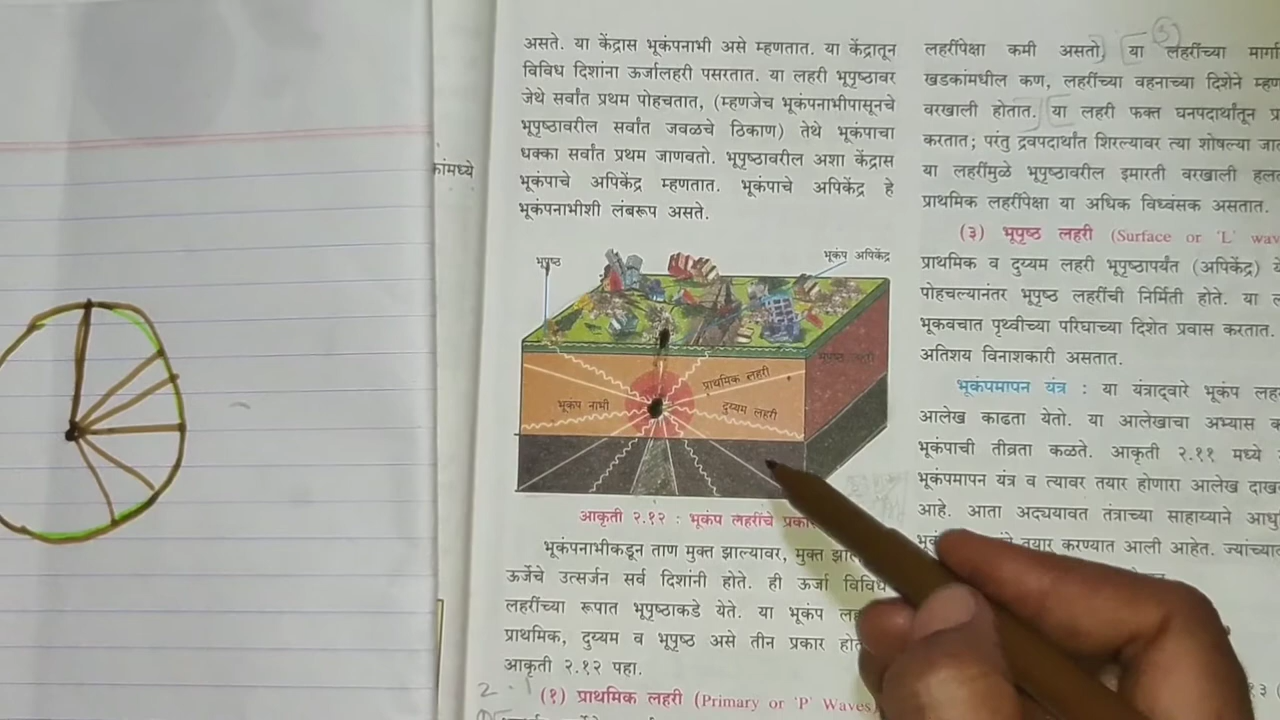 कांमध्ये
असते. या केंद्रास भूकंपनाभी असे म्हणतात. या केंद्रातून
विविध दिशांना ऊर्जालहरी पसरतात. या लहरी भूपृष्ठावर
जेथे सर्वांत प्रथम पोहचतात, (म्हणजेच भूकंपनाभीपासूनचे
भूपृष्ठावरील सर्वांत जवळचे ठिकाण) तेथे भूकंपाचा
धक्का सर्वांत प्रथम जाणवतो. भूपृष्ठावरील अशा केंद्रास
भूकंपाचे अपिकेंद्र म्हणतात. भूकंपाचे अपिकेंद्र हे
भूकंपनाभीशी लंबरूप असते.
भूपृष्ठ
भूकंप अपिकेंद्र
भूपृष्ठ लहरी
प्राथमिक लहरी
भूकंप नाभी
दुय्यम लहरी
आकृती २.१२ : भूकंप लहरींचे
भूकंपनाभीकडून ताण मुक्त झाल्यावर, मुक्त
ऊर्जेचे उत्सर्जन सर्व दिशांनी होते. ही ऊर्जा विविध
लहरींच्या रूपात भूपृष्ठाकडे येते. या भूकंप
प्राथमिक, दुय्यम व भूपृष्ठ असे तीन प्रकार
आकृती २.१२ पहा.
(१) प्राथमिक लहरी (Primary or 'P' Waves)
लहरींपेक्षा कमी असतो. या लहरींच्या
खडकांमधील कण, लहरींच्या वहनाच्या दिशेने
वरखाली होतात. या लहरी फक्त घनपदार्थांतून
करतात; परंतु द्रवपदार्थांत शिरल्यावर त्या शोषल्या
या लहरींमुळे भूपृष्ठावरील इमारती वरखाली
प्राथमिक लहरींपेक्षा या अधिक विध्वंसक असतात.
(३) भूपृष्ठ लहरी (Surface or 'L'
प्राथमिक व दुय्यम लहरी भूपृष्ठापर्यंत (अपिकेंद्र)
पोहचल्यानंतर भूपृष्ठ लहरींची निर्मिती होते. या
भूकवचात पृथ्वीच्या परिघाच्या दिशेत प्रवास करतात.
अतिशय विनाशकारी असतात.
भूकंपमापन यंत्र : या यंत्राद्वारे भूकंप
आलेख काढता येतो. या आलेखाचा अभ्यास
भूकंपाची तीव्रता कळते. आकृती २.११ मध्ये
भूकंपमापन यंत्र व त्यावर तयार होणारा आलेख
आहे. आता अद्ययावत तंत्राच्या साहाय्याने
तयार करण्यात आली आहेत.